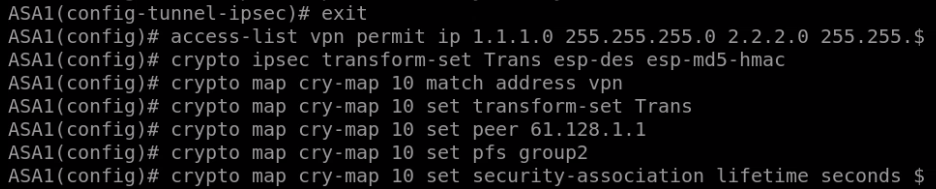 ASA1(config-tunnel-ipsec)# exit
ASA1(config)# access-list vpn permit ip 1.1.1.0 255.255.255.0 2.2.2.0 255.255.$
ASA1(config)# crypto ipsec transform-set Trans esp-des esp-md5-hmac
ASA1(config)# crypto map cry-map 10 match address vpn
ASA1(config)# crypto map cry-map 10 set transform-set Trans
ASA1(config)# crypto map cry-map 10 set peer 61.128.1.1
ASA1(config)# crypto map cry-map 10 set pfs group2
ASA1(config)# crypto map cry-map 10 set security-association lifetime seconds $